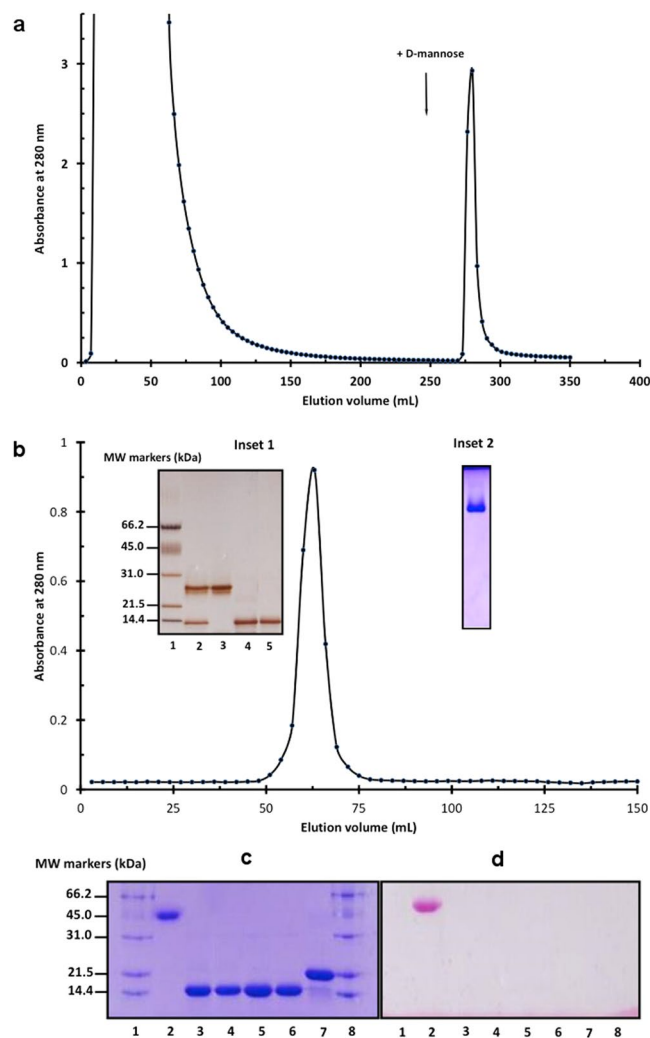 a
+ D-mannose
3
2
1
0
Absorbance at 280 nm
0 50 100 150 200 250 300 350 400
Elution volume (mL)
b
1
0.8
0.6
0.4
0.2
0
Absorbance at 280 nm
Inset 1
Inset 2
MW markers (kDa)
66.2
45.0
31.0
21.5
14.4
1 2 3 4 5
0 25 50 75 100 125 150
Elution volume (mL)
MW markers (kDa)
c
d
66.2
45.0
31.0
21.5
14.4
1 2 3 4 5 6 7 8
1 2 3 4 5 6 7 8